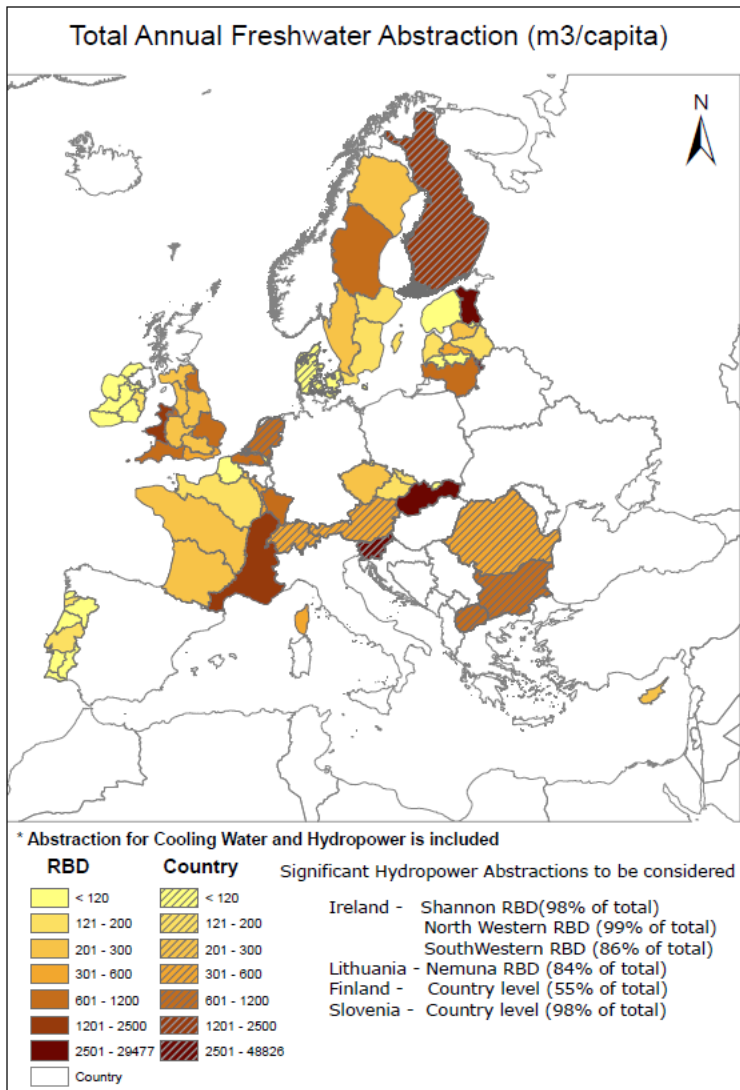 Total Annual Freshwater Abstraction (m3/capita)
N
* Abstraction for Cooling Water and Hydropower is included
RBD
< 120
121 - 200
201 - 300
301 - 600
601 - 1200
1201 - 2500
2501 - 29477
Country
Country
< 120
121 - 200
201 - 300
301 - 600
601 - 1200
1201 - 2500
2501 - 48826
Significant Hydropower Abstractions to be considered
Ireland - Shannon RBD(98% of total)
North Western RBD (99% of total)
SouthWestern RBD (86% of total)
Lithuania - Nemuna RBD (84% of total)
Finland - Country level (55% of total)
Slovenia - Country level (98% of total)